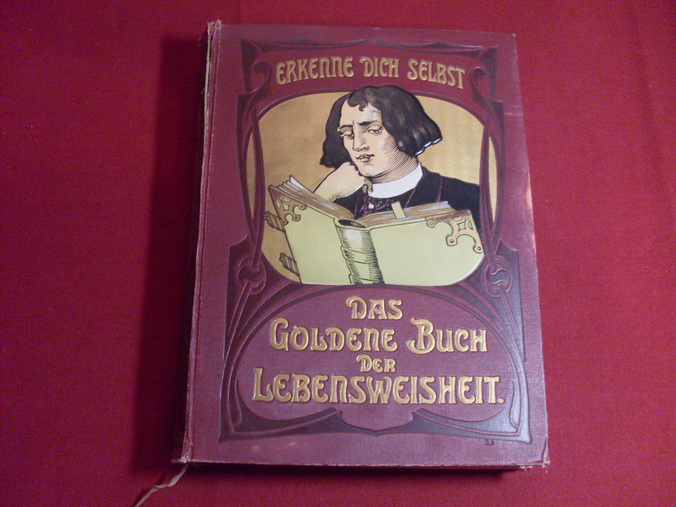 ERKENNE DICH SELBST
DAS
GOLDENE BUCH
DER
LEBENSWEISHEIT.